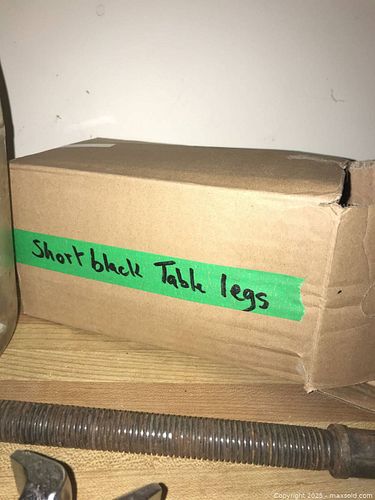 Short black Table legs
Copyright 2025 - maxsold.com